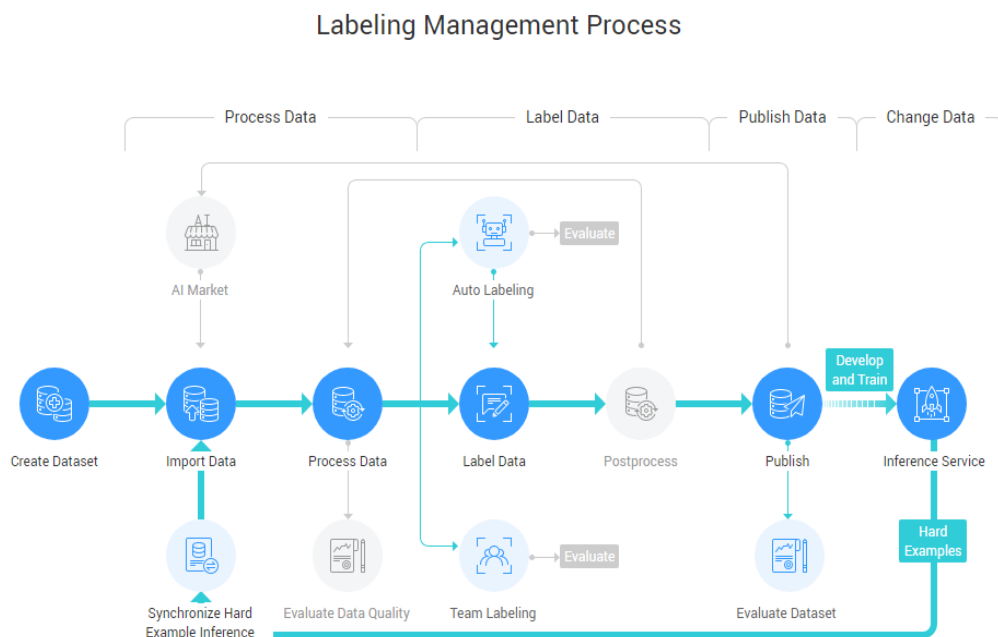 Labeling Management Process
Process Data
Label Data
Publish Data
Change Data
Evaluate
AI Market
Auto Labeling
Develop
and Train
Create Dataset
Import Data
Process Data
Label Data
Postprocess
Publish
Inference Service
Hard
Examples
Evaluate
Synchronize Hard
Example Inference
Evaluate Data Quality
Team Labeling
Evaluate Dataset